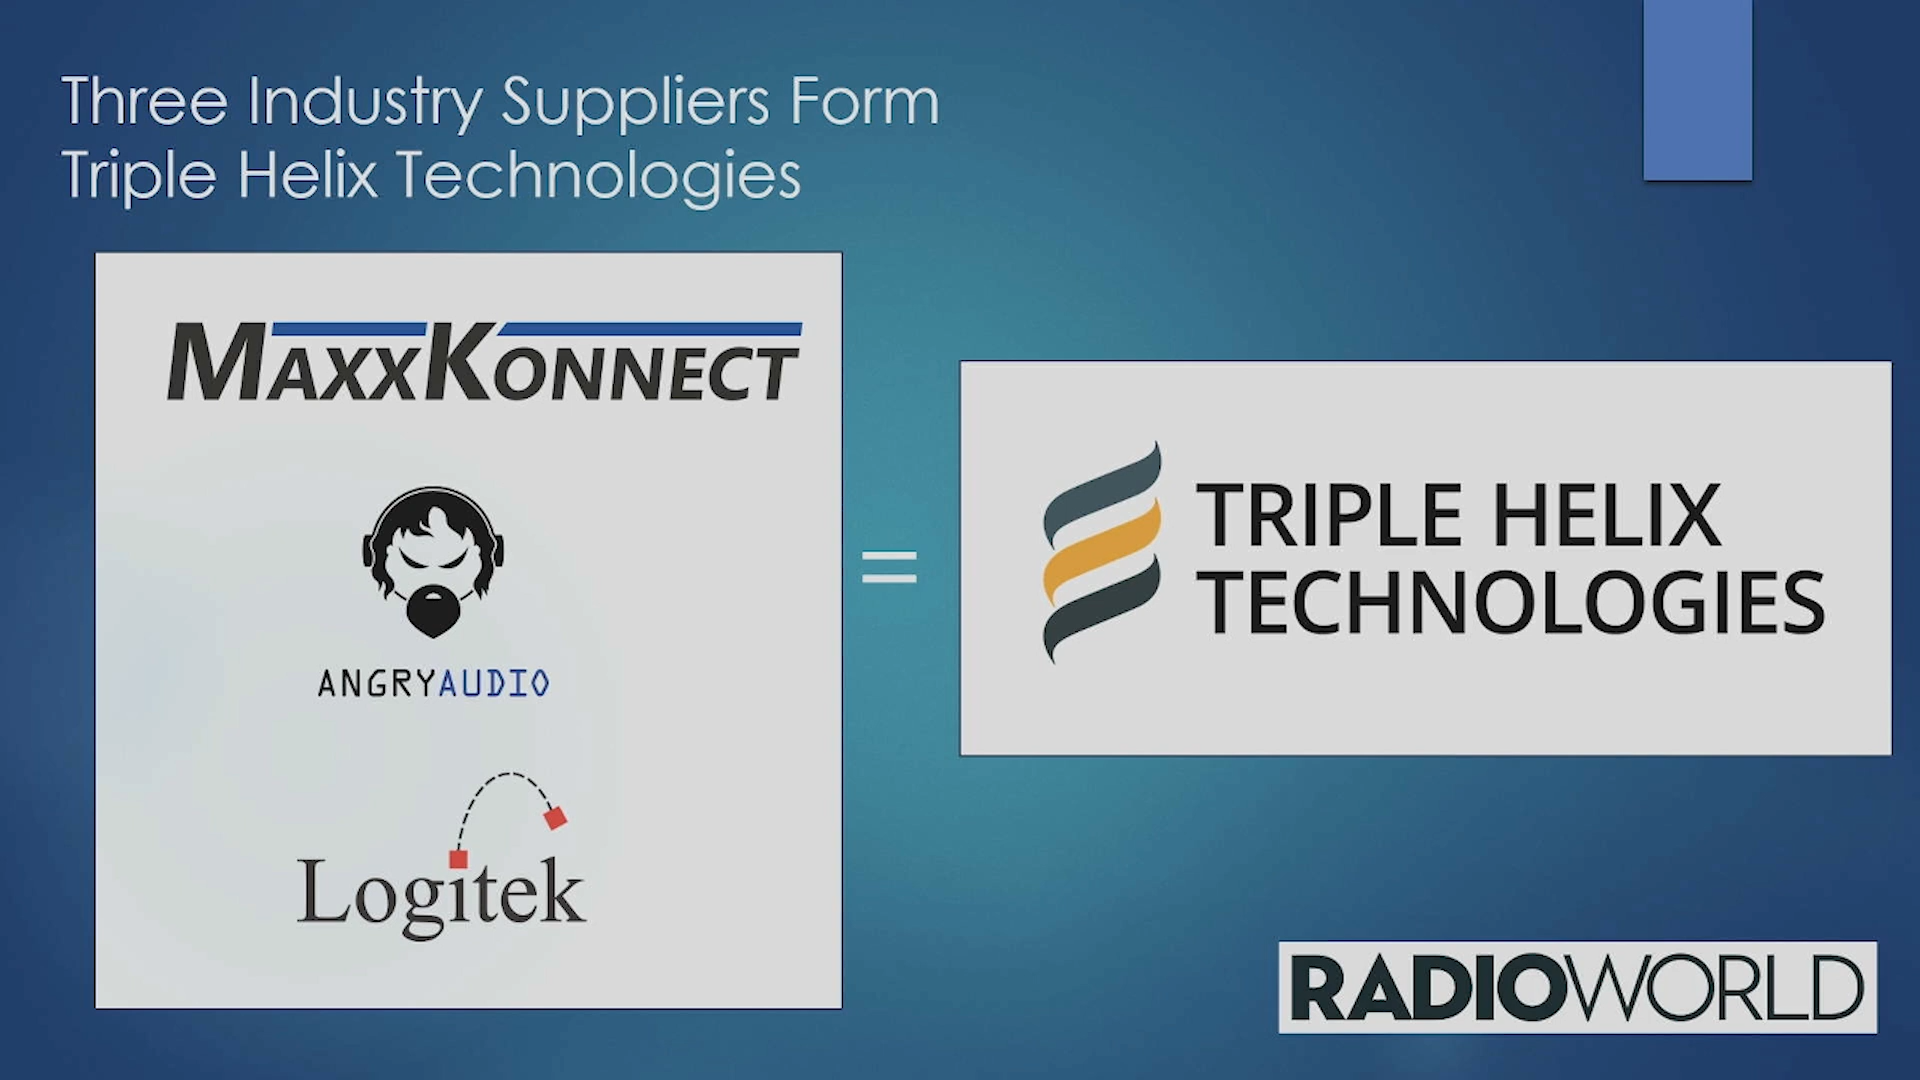 Three Industry Suppliers Form
Triple Helix Technologies
MAXXKONNECT
ANGRYAUDIO
Logitek
=
TRIPLE HELIX
TECHNOLOGIES
RADIOWORLD